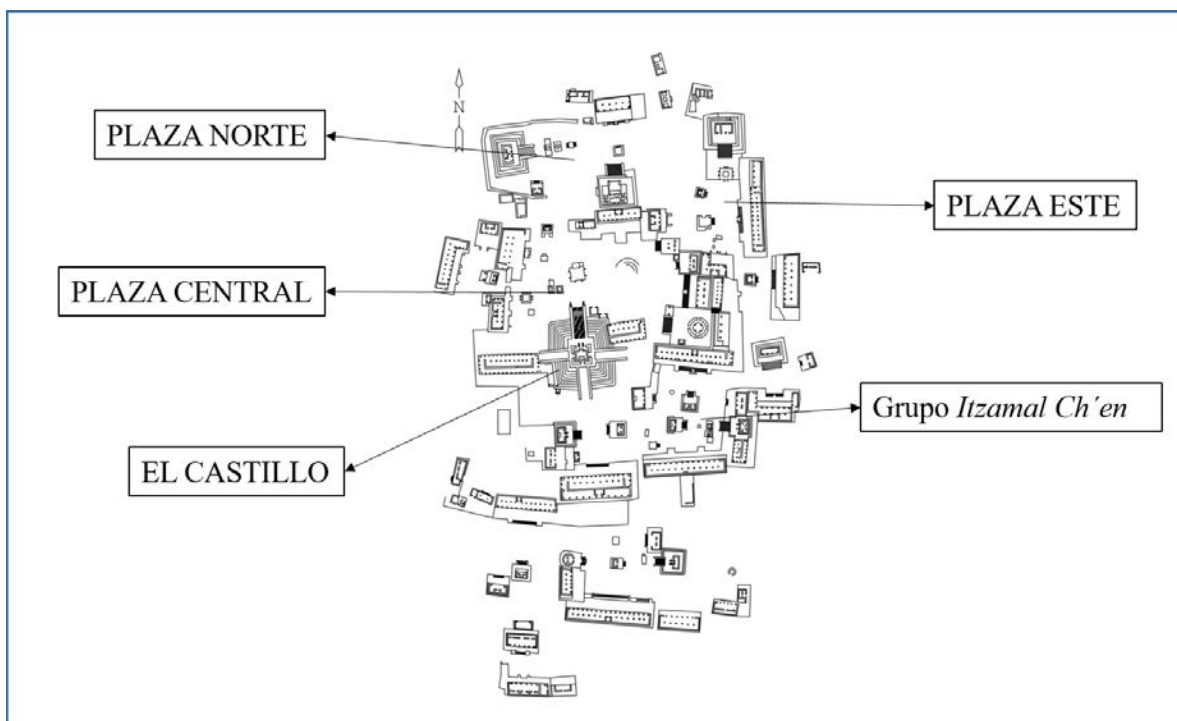 N
PLAZA NORTE
PLAZA ESTE
PLAZA CENTRAL
Grupo Itzamal Ch´en
EL CASTILLO